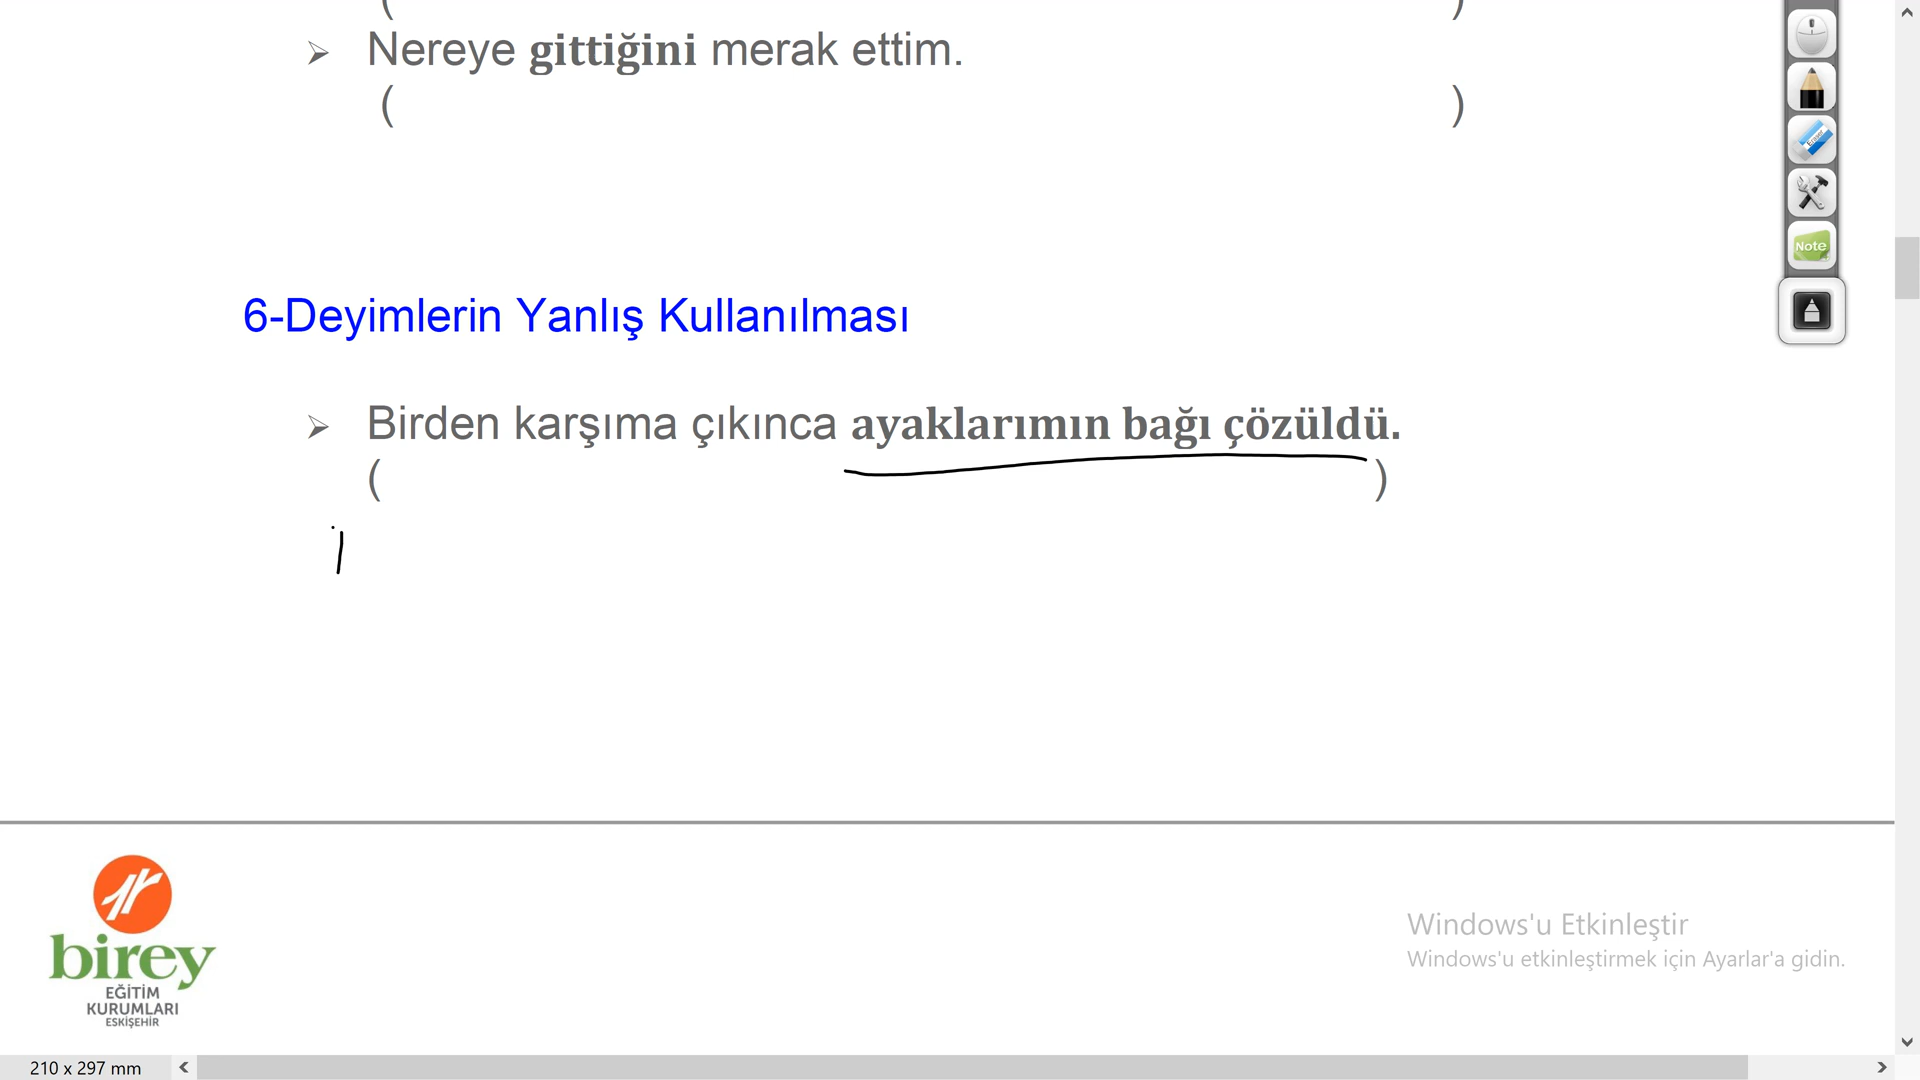 (                    )
➢ Nereye gittiğini merak ettim.
(                    )
Note
6-Deyimlerin Yanlış Kullanılması
➢ Birden karşıma çıkınca ayaklarımın bağı çözüldü.
(                    )
birey
EĞİTİM
KURUMLARI
ESKİŞEHİR
Windows'u Etkinleştir
Windows'u etkinleştirmek için Ayarlar'a gidin.
210 x 297 mm